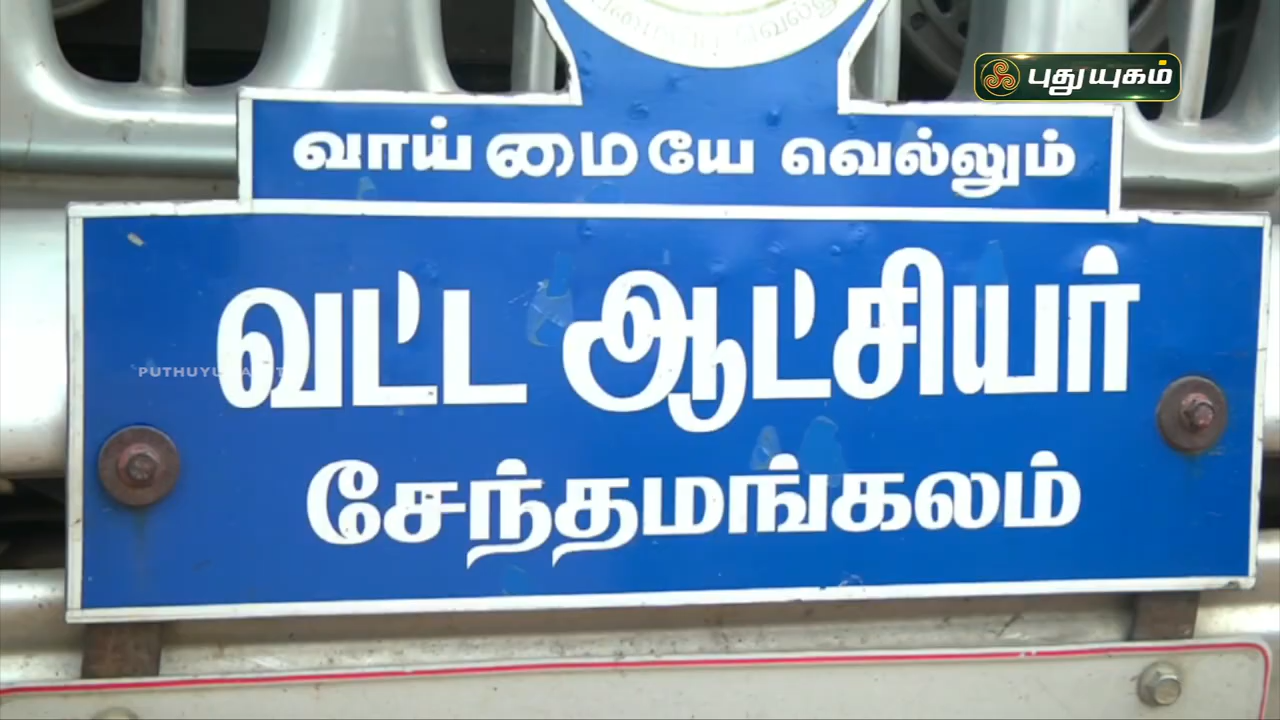 புதுயுகம்
வாய்மையே வெல்லும்
வட்ட ஆட்சியர்
சேந்தமங்கலம்